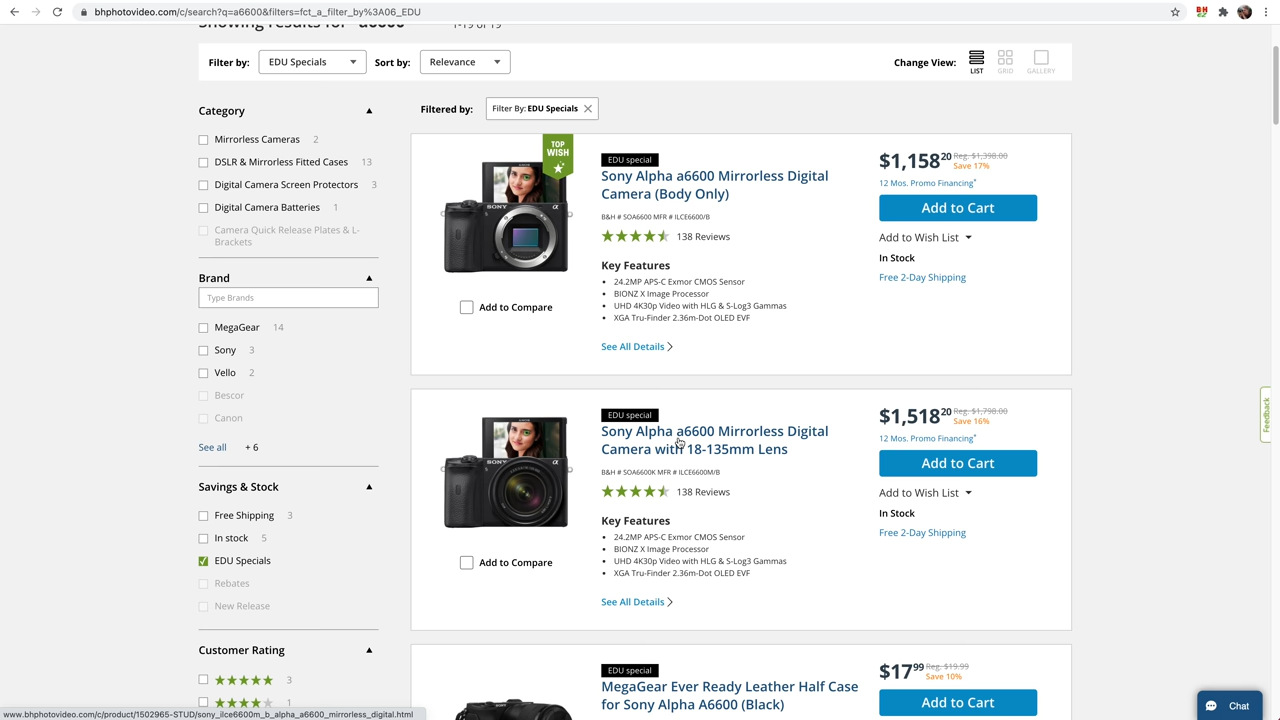 bhphotovideo.com/c/search?q=a6600&filters=fct_a_filter_by%3A06_EDU
Showing results for "a6600" 1-19 of 19
Filter by: EDU Specials Sort by: Relevance Change View: LIST GRID GALLERY
Category
Mirrorless Cameras 2
DSLR & Mirrorless Fitted Cases 13
Digital Camera Screen Protectors 3
Digital Camera Batteries 1
Camera Quick Release Plates & L-
Brackets
Brand
Type Brands
MegaGear 14
Sony 3
Vello 2
Bescor
Canon
See all + 6
Savings & Stock
Free Shipping 3
In stock 5
EDU Specials
Rebates
New Release
Customer Rating
3
1
Filtered by: Filter By: EDU Specials
TOP
WISH
SONY
EDU special
Sony Alpha a6600 Mirrorless Digital
Camera (Body Only)
B&H # SOA6600 MFR # ILCE6600/B
138 Reviews
Key Features
• 24.2MP APS-C Exmor CMOS Sensor
• BIONZ X Image Processor
• UHD 4K30p Video with HLG & S-Log3 Gammas
• XGA Tru-Finder 2.36m-Dot OLED EVF
See All Details
Add to Compare
$1,158 20 Reg. $1,398.00
Save 17%
12 Mos. Promo Financing*
Add to Cart
Add to Wish List
In Stock
Free 2-Day Shipping
SONY
EDU special
Sony Alpha a6600 Mirrorless Digital
Camera with 18-135mm Lens
B&H # SOA6600K MFR # ILCE6600M/B
138 Reviews
Key Features
• 24.2MP APS-C Exmor CMOS Sensor
• BIONZ X Image Processor
• UHD 4K30p Video with HLG & S-Log3 Gammas
• XGA Tru-Finder 2.36m-Dot OLED EVF
See All Details
Add to Compare
$1,518 20 Reg. $1,798.00
Save 16%
12 Mos. Promo Financing*
Add to Cart
Add to Wish List
In Stock
Free 2-Day Shipping
EDU special
MegaGear Ever Ready Leather Half Case
for Sony Alpha A6600 (Black)
$17 99 Reg. $19.99
Save 10%
Add to Cart
Feedback
Chat
www.bhphotovideo.com/c/product/1502965-STUD/sony_ilce6600m_b_alpha_a6600_mirrorless_digital.html